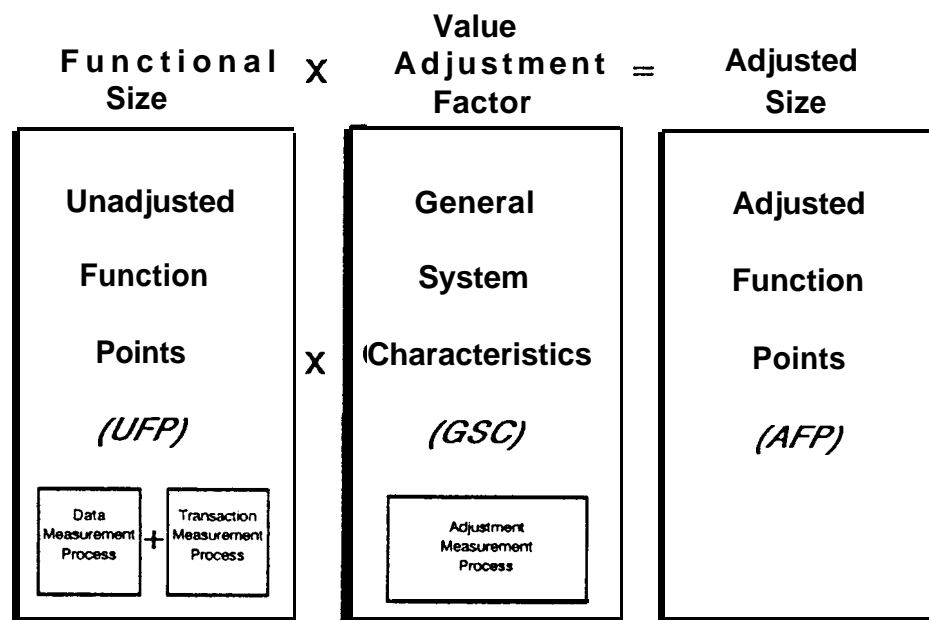 Functional Size
X
Value Adjustment Factor
=
Adjusted Size
Unadjusted
Function
Points
(UFP)
Data
Measurement
Process
+
Transaction
Measurement
Process
X
General
System
Characteristics
(GSC)
Adjustment
Measurement
Process
Adjusted
Function
Points
(AFP)